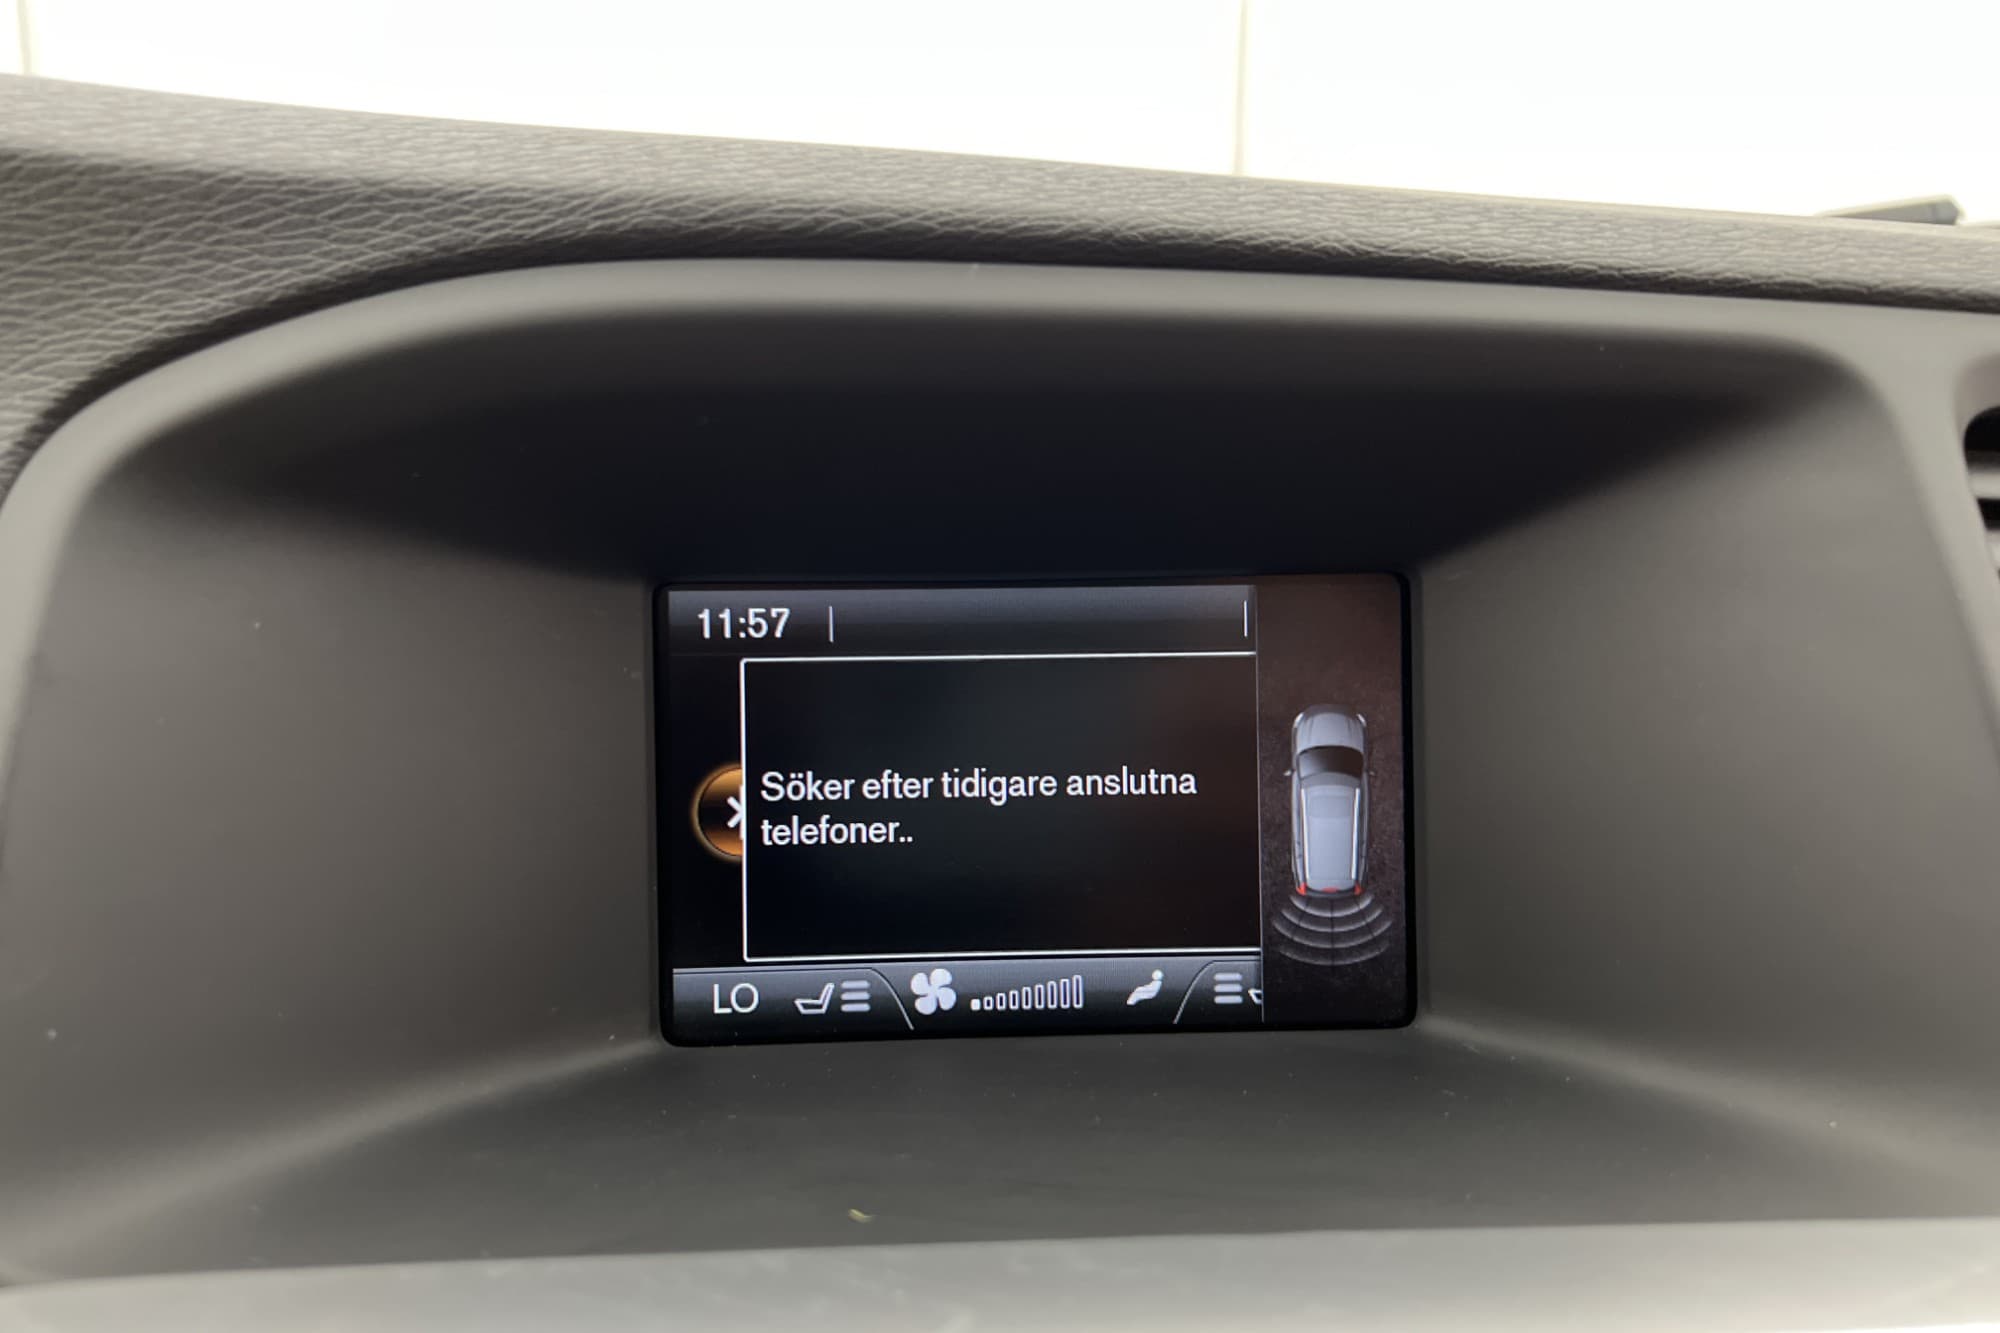 11:57
Söker efter tidigare anslutna
telefoner..
LO